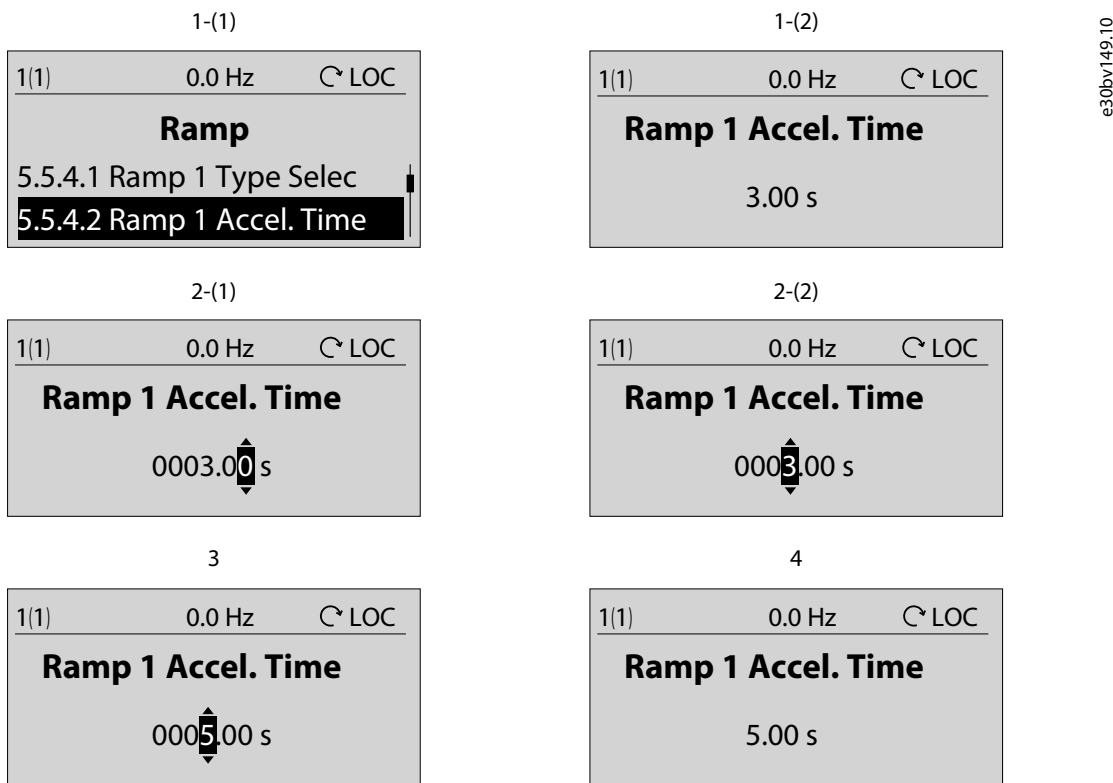 1-(1)
1(1) 0.0 Hz LOC
Ramp
5.5.4.1 Ramp 1 Type Selec
5.5.4.2 Ramp 1 Accel. Time
1-(2)
1(1) 0.0 Hz LOC
Ramp 1 Accel. Time
3.00 s
2-(1)
1(1) 0.0 Hz LOC
Ramp 1 Accel. Time
0003.00 s
2-(2)
1(1) 0.0 Hz LOC
Ramp 1 Accel. Time
0003.00 s
3
1(1) 0.0 Hz LOC
Ramp 1 Accel. Time
0005.00 s
4
1(1) 0.0 Hz LOC
Ramp 1 Accel. Time
5.00 s
e30bv149.10